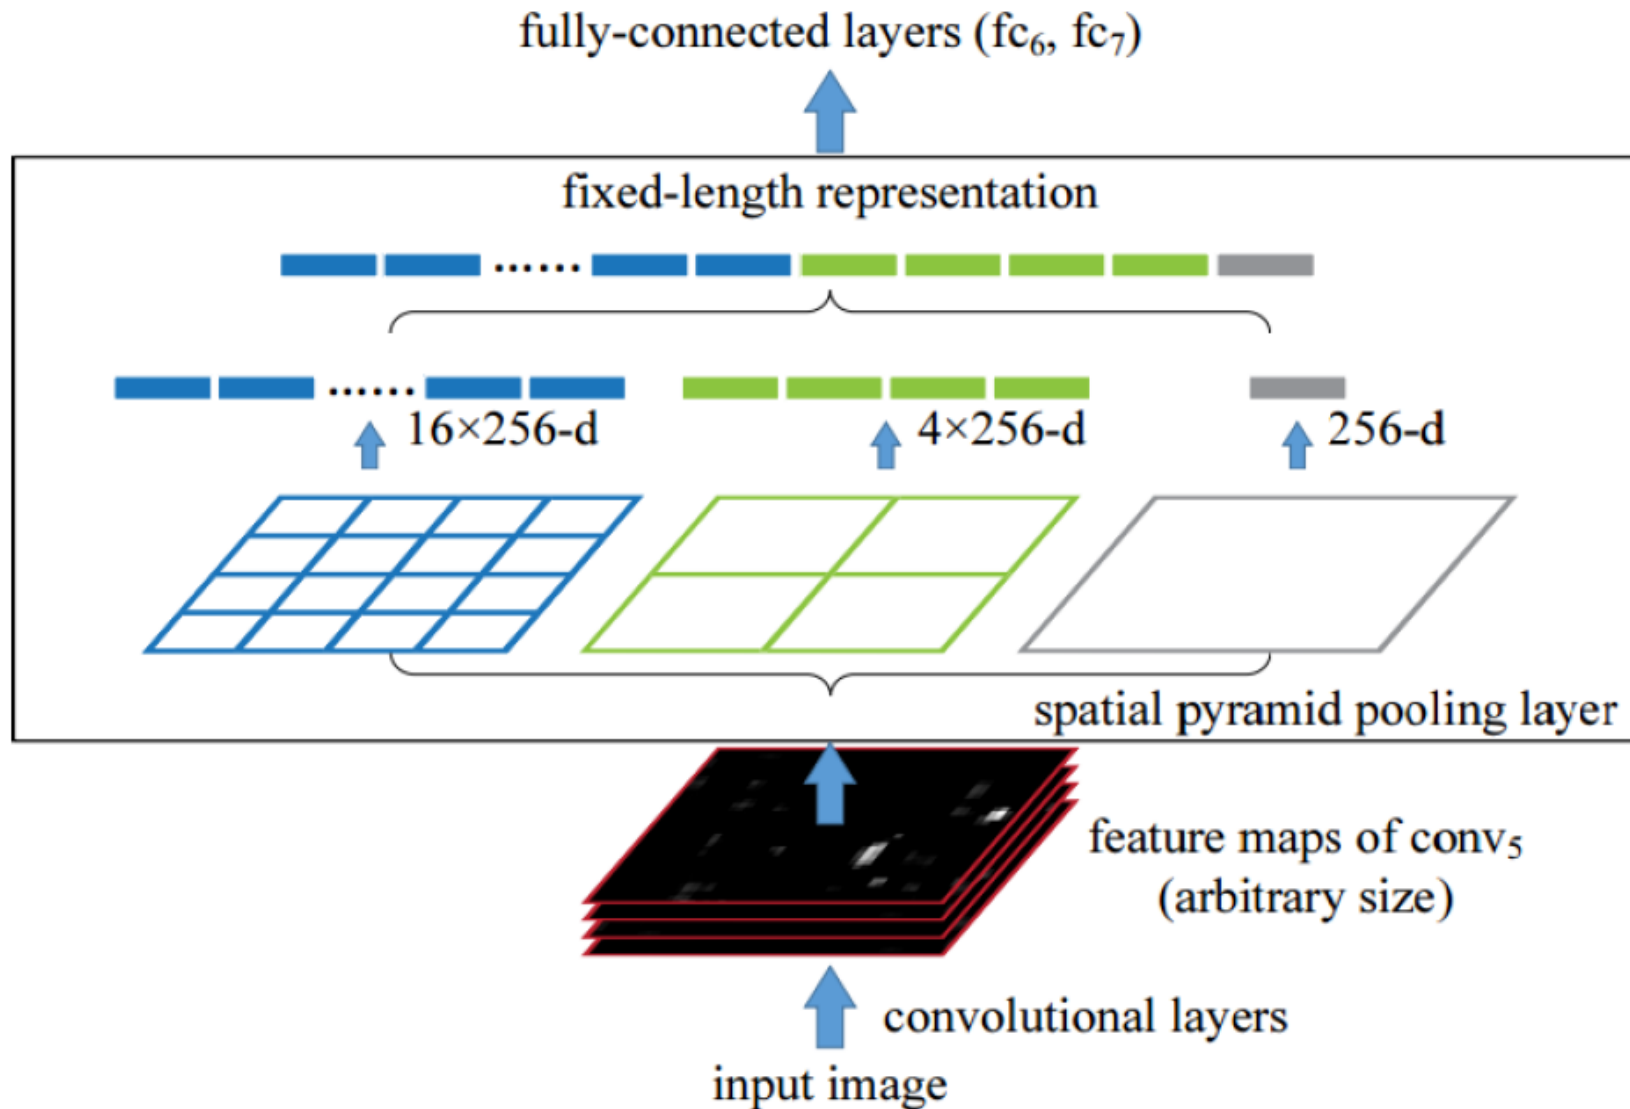 fully-connected layers (fc₆, fc₇)
fixed-length representation
......
......
16×256-d
4×256-d
256-d
spatial pyramid pooling layer
feature maps of conv₅
(arbitrary size)
convolutional layers
input image